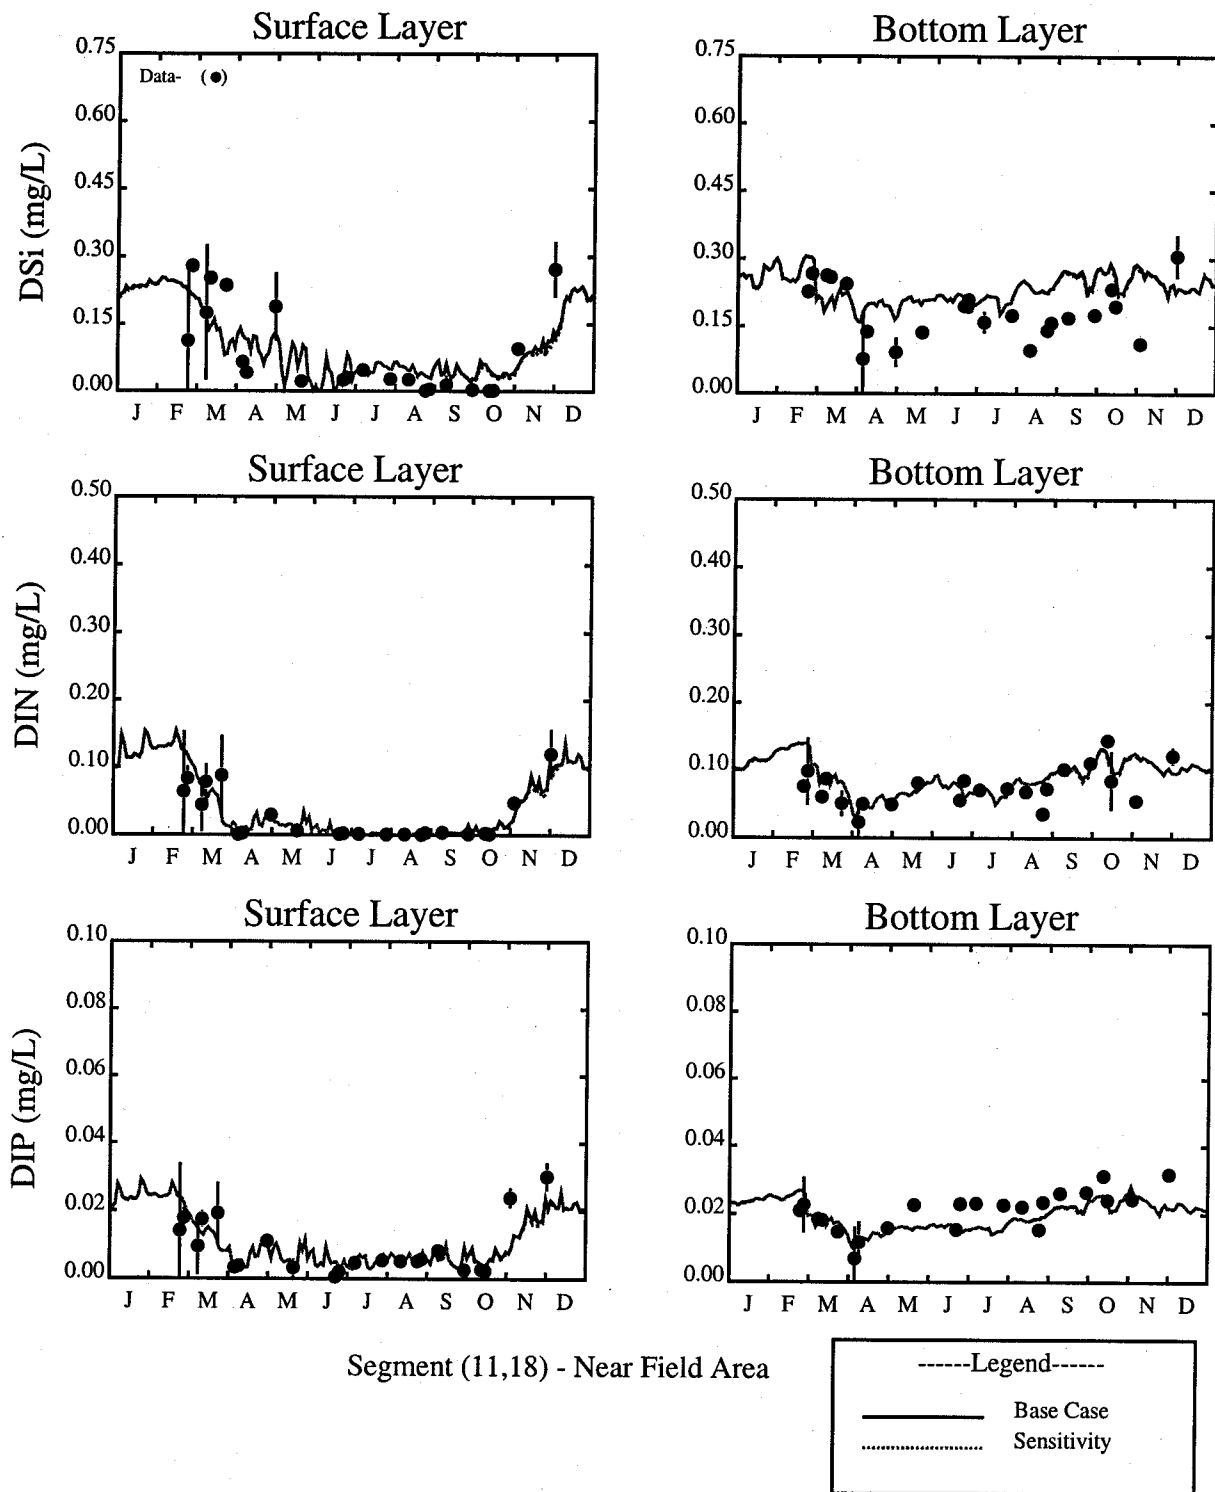 Surface Layer
Bottom Layer
DSi (mg/L)
Data- (●)
0.75
0.60
0.45
0.30
0.15
0.00
J F M A M J J A S O N D
0.75
0.60
0.45
0.30
0.15
0.00
J F M A M J J A S O N D
Surface Layer
Bottom Layer
DIN (mg/L)
0.50
0.40
0.30
0.20
0.10
0.00
J F M A M J J A S O N D
0.50
0.40
0.30
0.20
0.10
0.00
J F M A M J J A S O N D
Surface Layer
Bottom Layer
DIP (mg/L)
0.10
0.08
0.06
0.04
0.02
0.00
J F M A M J J A S O N D
0.10
0.08
0.06
0.04
0.02
0.00
J F M A M J J A S O N D
Segment (11,18) - Near Field Area
------Legend------
Base Case
Sensitivity